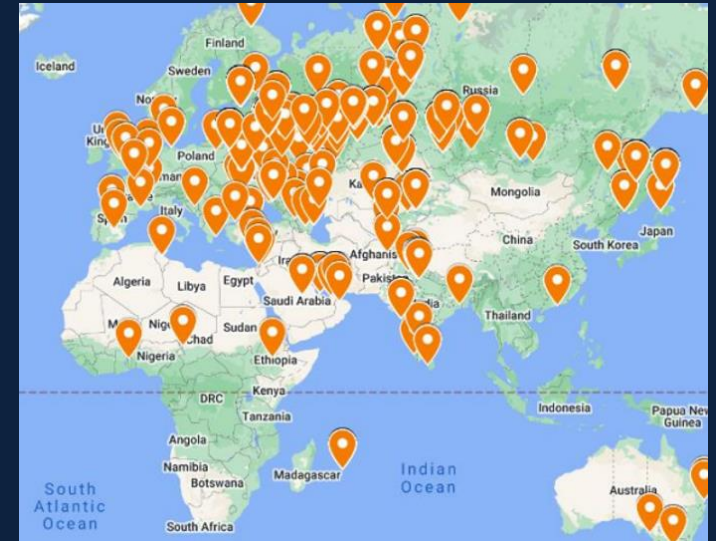 Iceland
Finland
Sweden
Russia
Poland
Italy
Mongolia
China
South Korea
Japan
Algeria
Libya
Egypt
Saudi Arabia
Thailand
Sudan
Chad
Nigeria
Ethiopia
DRC
Kenya
Tanzania
Indonesia
Papua New
Guinea
Angola
Namibia
Botswana
Madagascar
Indian
Ocean
South
Atlantic
Ocean
South Africa
Australia